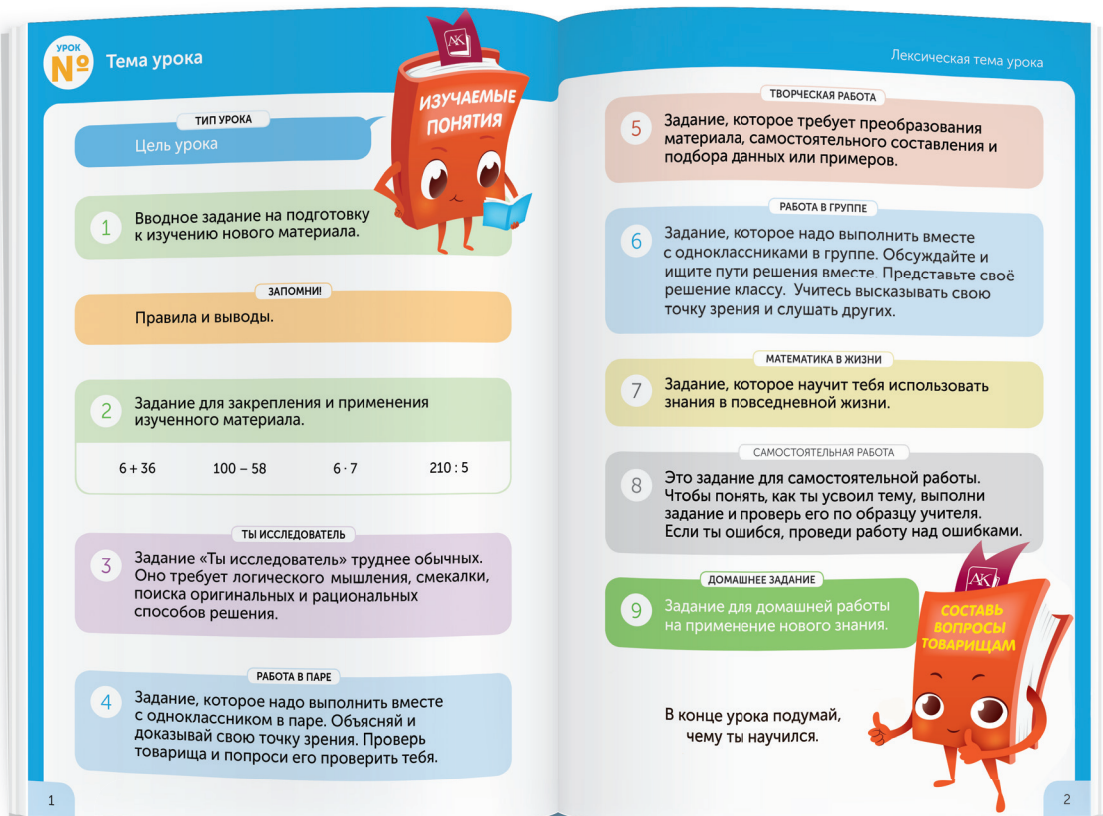 УРОК
№
Тема урока
АК
ИЗУЧАЕМЫЕ
ПОНЯТИЯ
ТИП УРОКА
Цель урока
1
Вводное задание на подготовку
к изучению нового материала.
ЗАПОМНИ!
Правила и выводы.
2
Задание для закрепления и применения
изученного материала.
6 + 36 100 – 58 6 · 7 210 : 5
ТЫ ИССЛЕДОВАТЕЛЬ
3
Задание «Ты исследователь» труднее обычных.
Оно требует логического мышления, смекалки,
поиска оригинальных и рациональных
способов решения.
РАБОТА В ПАРЕ
4
Задание, которое надо выполнить вместе
с одноклассником в паре. Объясняй и
доказывай свою точку зрения. Проверь
товарища и попроси его проверить тебя.
1
Лексическая тема урока
ТВОРЧЕСКАЯ РАБОТА
5
Задание, которое требует преобразования
материала, самостоятельного составления и
подбора данных или примеров.
РАБОТА В ГРУППЕ
6
Задание, которое надо выполнить вместе
с одноклассниками в группе. Обсуждайте и
ищите пути решения вместе. Представьте своё
решение классу. Учитесь высказывать свою
точку зрения и слушать других.
МАТЕМАТИКА В ЖИЗНИ
7
Задание, которое научит тебя использовать
знания в повседневной жизни.
САМОСТОЯТЕЛЬНАЯ РАБОТА
8
Это задание для самостоятельной работы.
Чтобы понять, как ты усвоил тему, выполни
задание и проверь его по образцу учителя.
Если ты ошибся, проведи работу над ошибками.
ДОМАШНЕЕ ЗАДАНИЕ
9
Задание для домашней работы
на применение нового знания.
АК
СОСТАВЬ
ВОПРОСЫ
ТОВАРИЩАМ
В конце урока подумай,
чему ты научился.
2